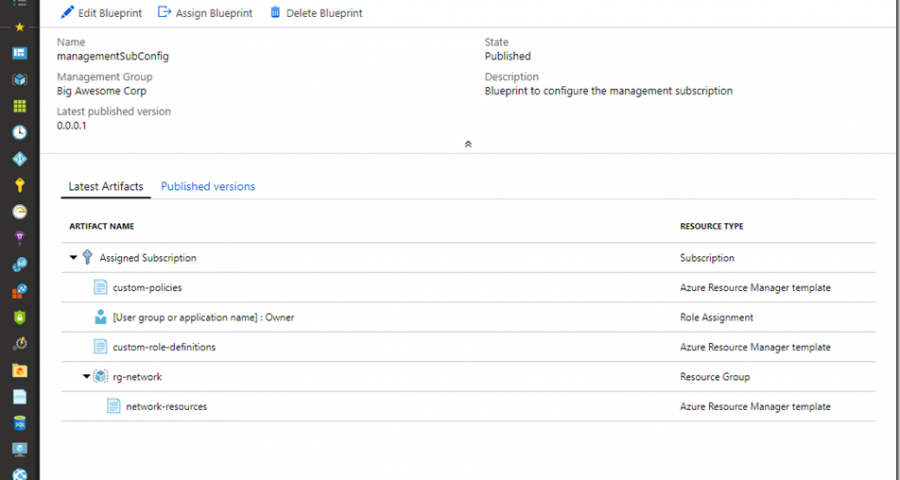 Edit Blueprint Assign Blueprint Delete Blueprint
Name State
managementSubConfig Published
Management Group Description
Big Awesome Corp Blueprint to configure the management subscription
Latest published version
0.0.0.1
Latest Artifacts Published versions
ARTIFACT NAME RESOURCE TYPE
Assigned Subscription Subscription
custom-policies Azure Resource Manager template
[User group or application name] : Owner Role Assignment
custom-role-definitions Azure Resource Manager template
rg-network Resource Group
network-resources Azure Resource Manager template